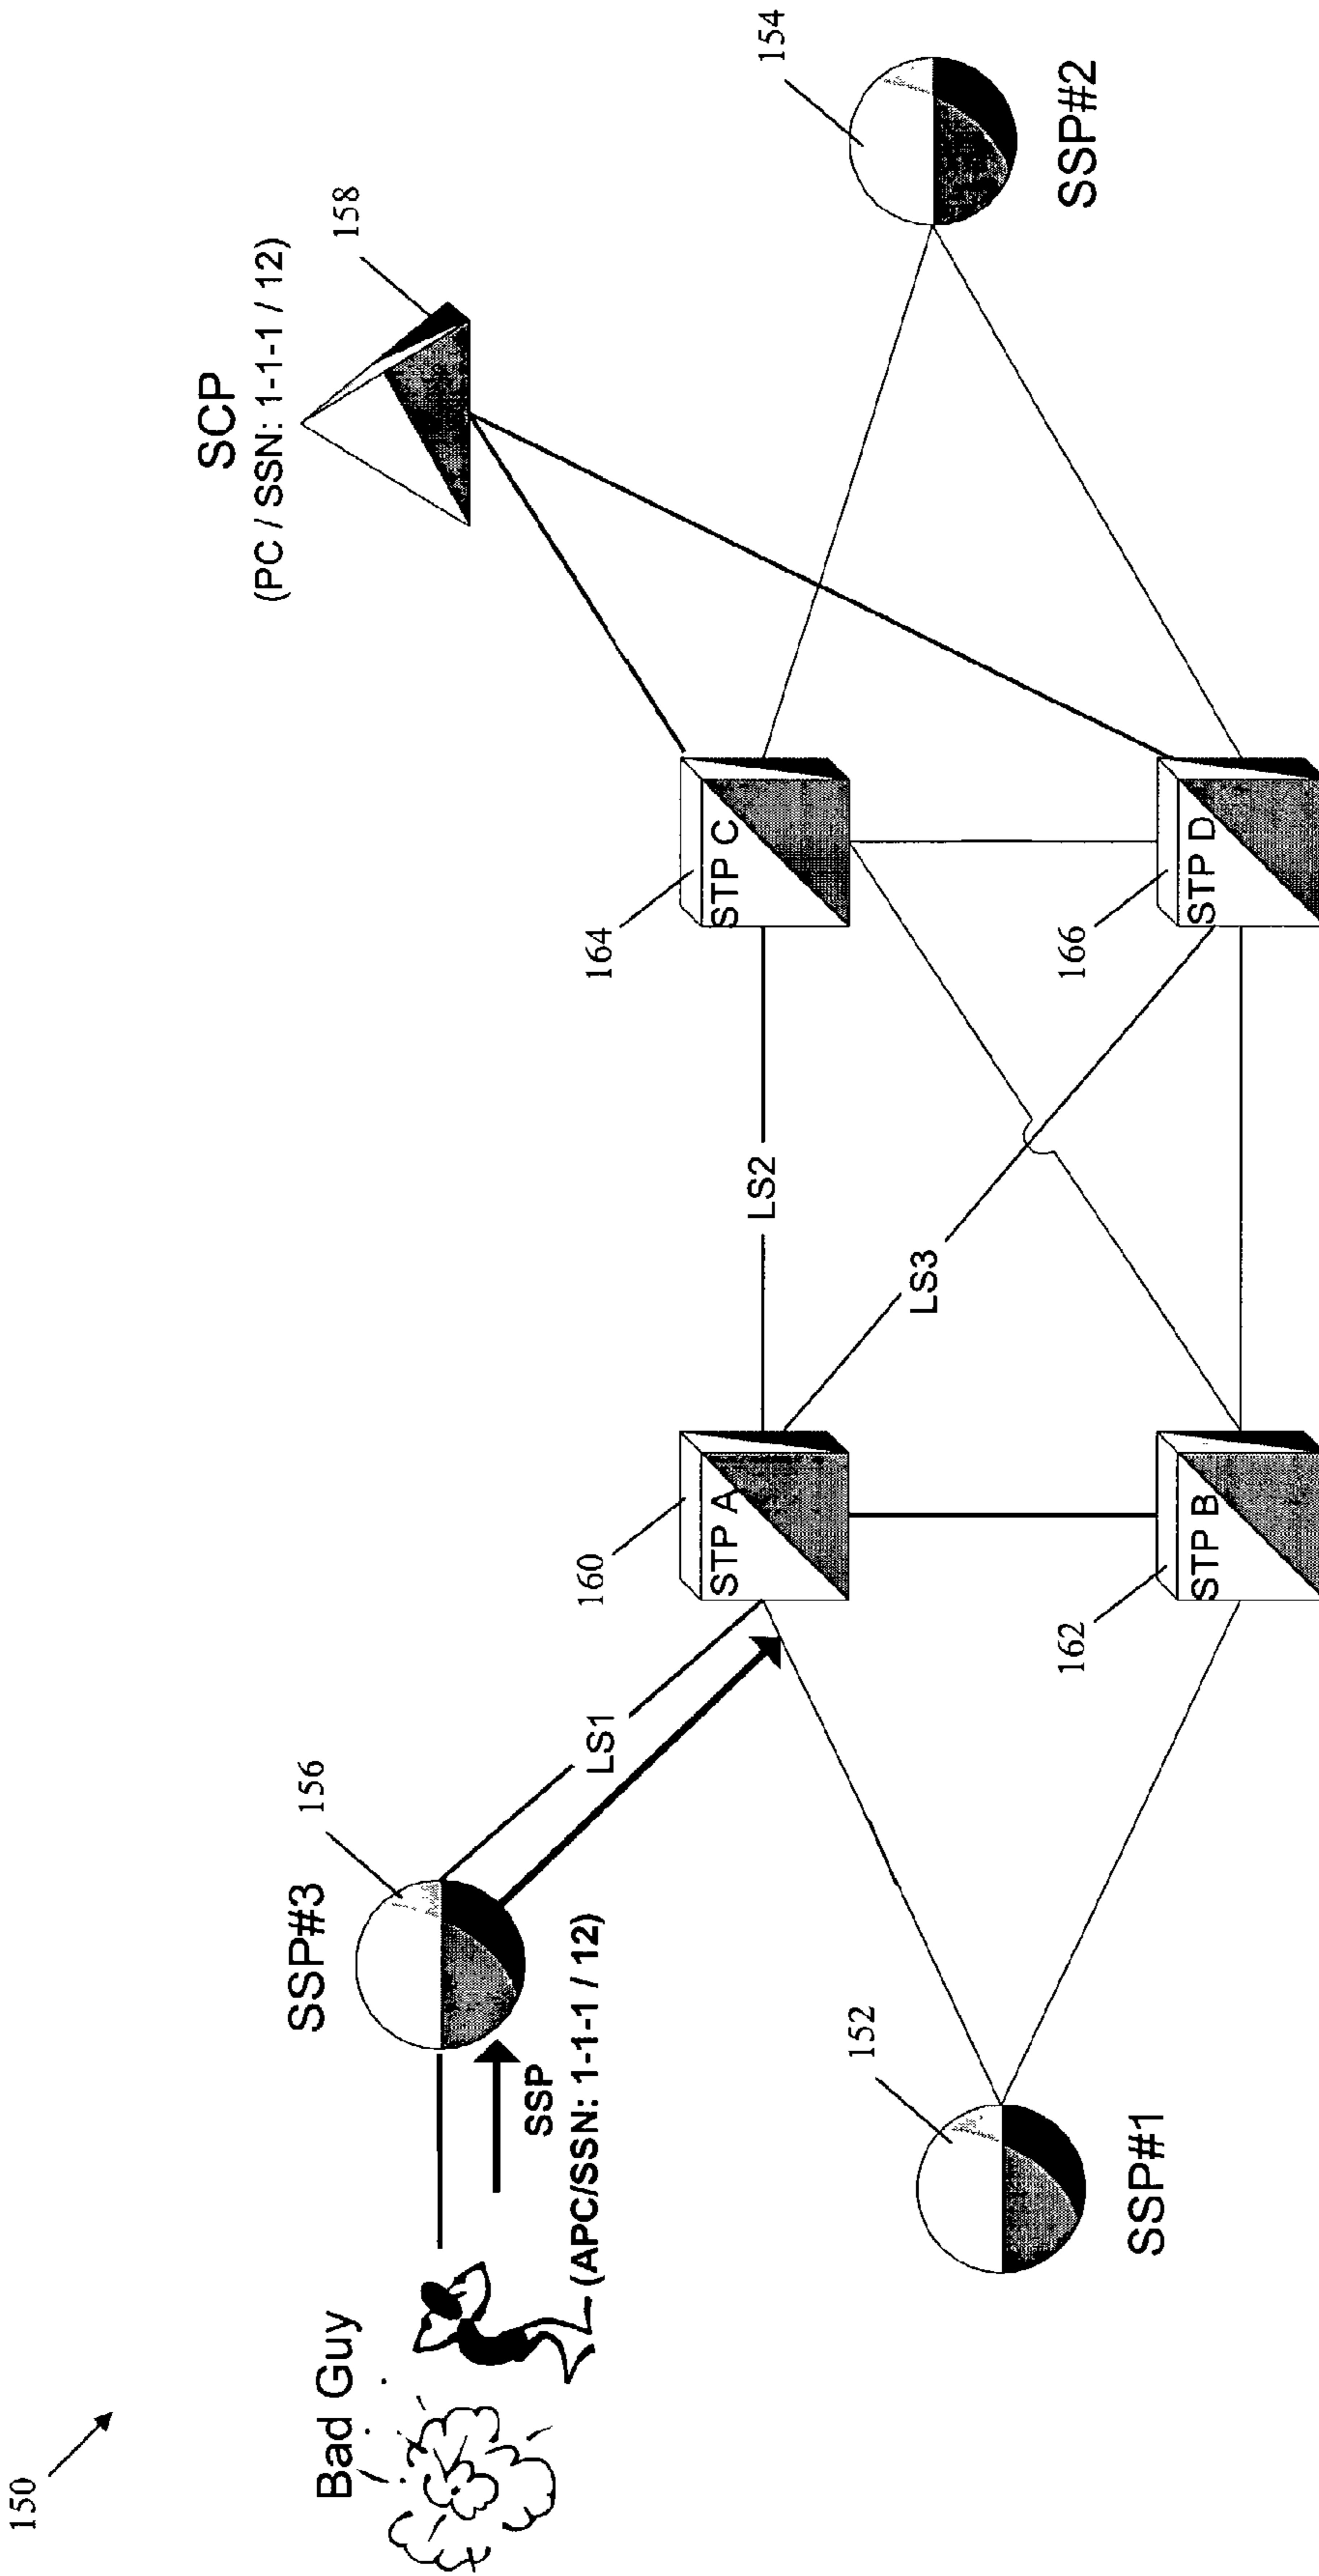 150
Bad Guy
SSP
(APC/SSN: 1-1-1 / 12)
SSP#3
156
LS1
SSP#1
152
STP A
160
STP B
162
LS2
LS3
STP C
164
STP D
166
SCP
(PC / SSN: 1-1-1 / 12)
158
SSP#2
154